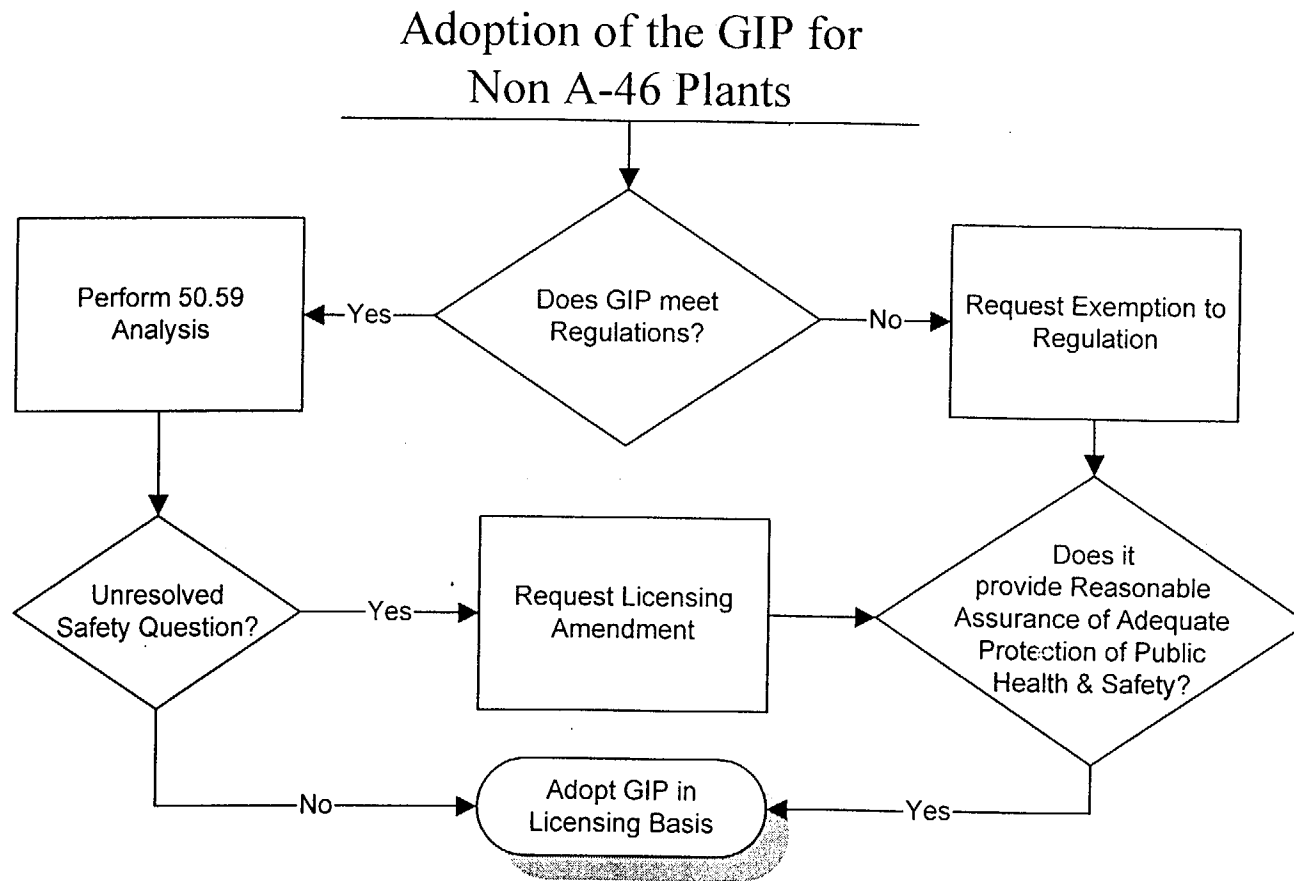 Adoption of the GIP for
Non A-46 Plants
Perform 50.59
Analysis
Yes
Does GIP meet
Regulations?
No
Request Exemption to
Regulation
Unresolved
Safety Question?
Yes
Request Licensing
Amendment
Does it
provide Reasonable
Assurance of Adequate
Protection of Public
Health & Safety?
No
Adopt GIP in
Licensing Basis
Yes